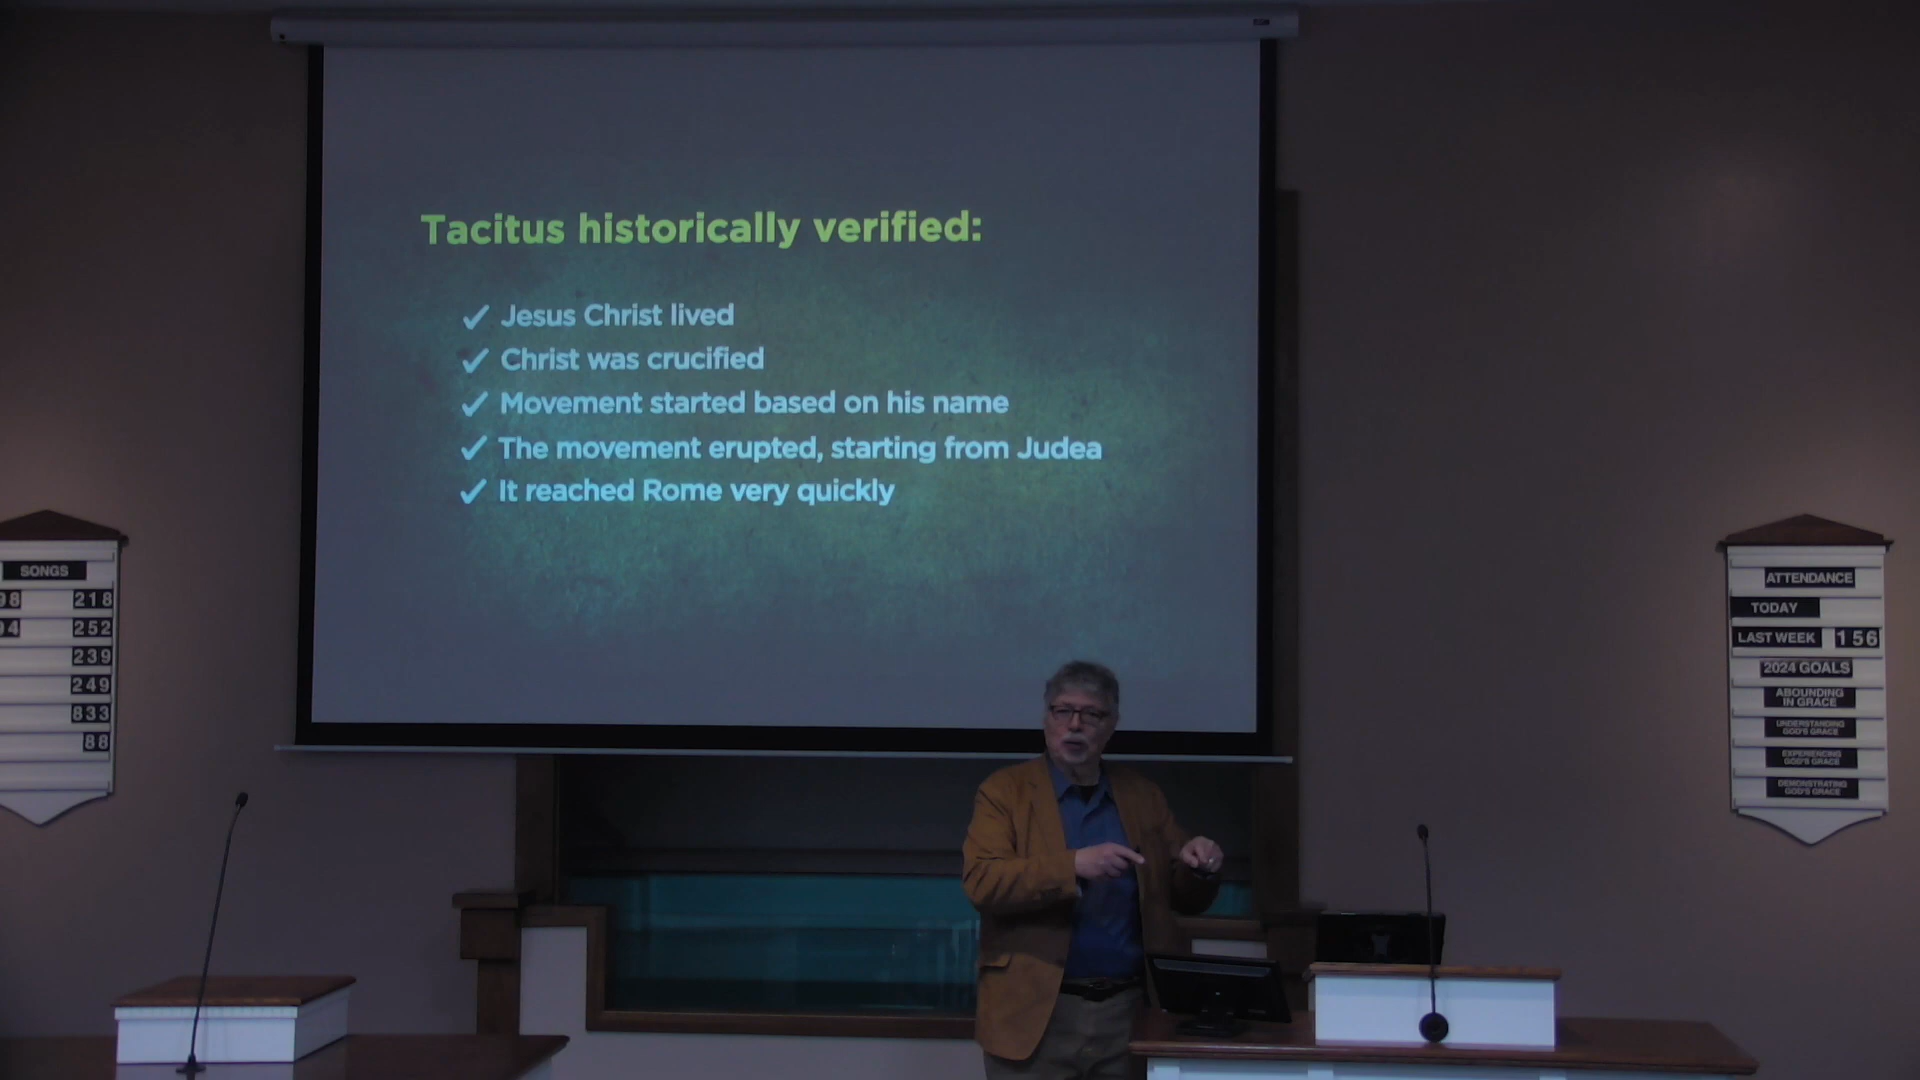 Tacitus historically verified:
✓ Jesus Christ lived
✓ Christ was crucified
✓ Movement started based on his name
✓ The movement erupted, starting from Judea
✓ It reached Rome very quickly
SONGS
98 218
94 252
239
249
833
88
ATTENDANCE
TODAY
LAST WEEK 156
2024 GOALS
ABOUNDING
IN GRACE
UNDERSTANDING
GOD'S GRACE
EXPERIENCING
GOD'S GRACE
DEMONSTRATING
GOD'S GRACE